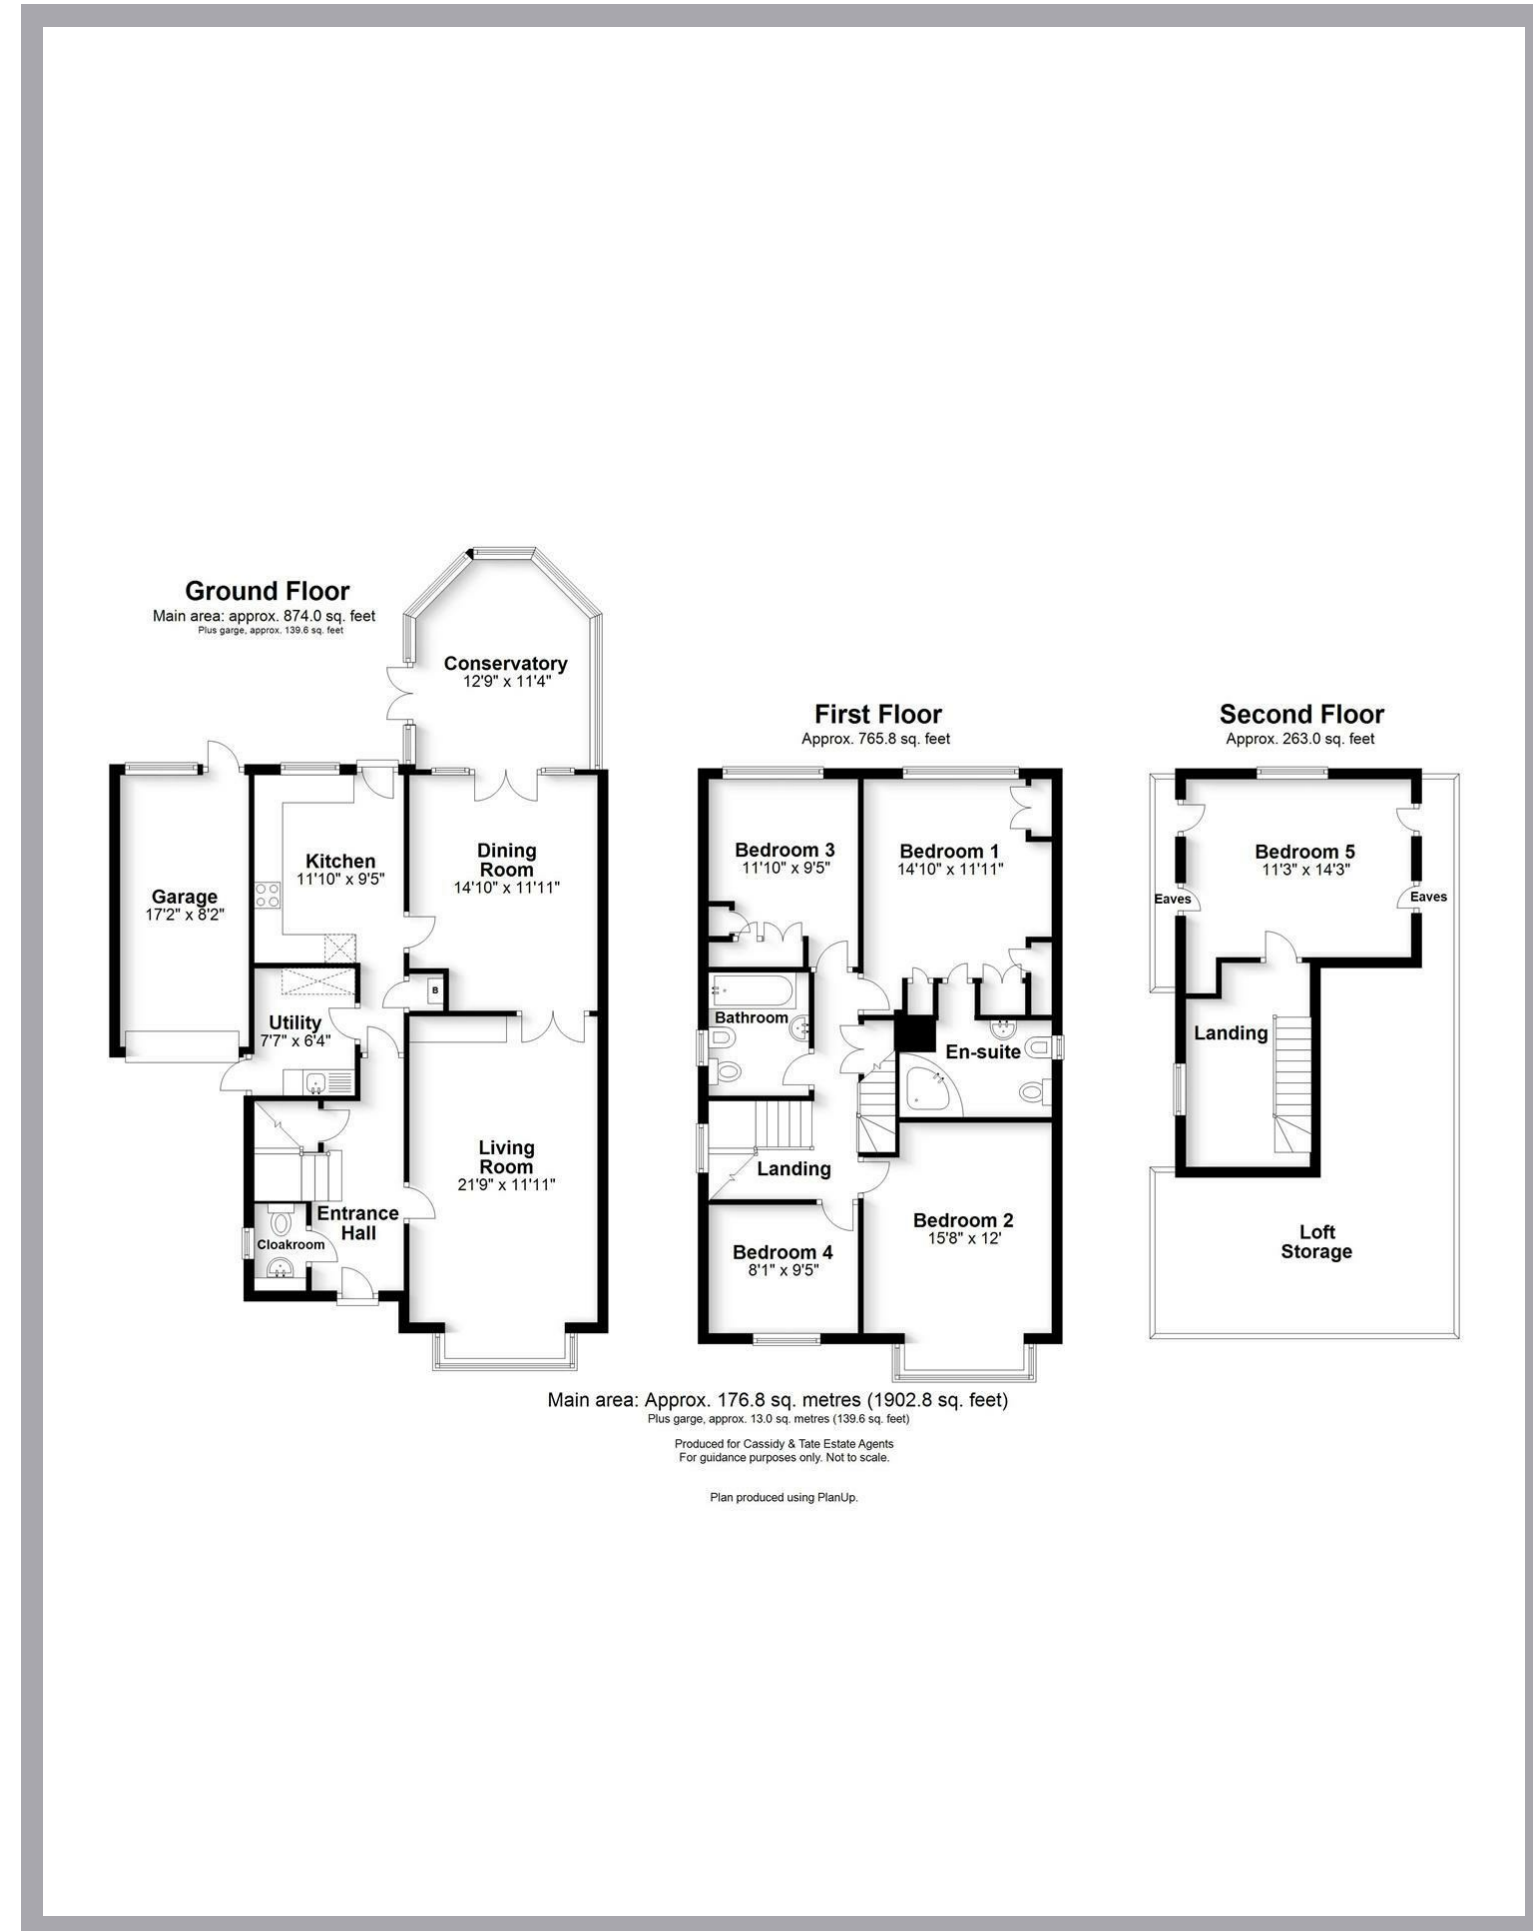 Ground Floor
Main area: approx. 874.0 sq. feet
Plus garge, approx. 139.6 sq. feet
Conservatory
12'9" x 11'4"
Kitchen
11'10" x 9'5"
Dining
Room
14'10" x 11'11"
Garage
17'2" x 8'2"
B
Utility
7'7" x 6'4"
Living
Room
21'9" x 11'11"
Entrance
Hall
Cloakroom
First Floor
Approx. 765.8 sq. feet
Bedroom 3
11'10" x 9'5"
Bedroom 1
14'10" x 11'11"
Bathroom
En-suite
Landing
Bedroom 2
15'8" x 12'
Bedroom 4
8'1" x 9'5"
Second Floor
Approx. 263.0 sq. feet
Bedroom 5
11'3" x 14'3"
Eaves
Eaves
Landing
Loft
Storage
Main area: Approx. 176.8 sq. metres (1902.8 sq. feet)
Plus garge, approx. 13.0 sq. metres (139.6 sq. feet)
Produced for Cassidy & Tate Estate Agents
For guidance purposes only. Not to scale.
Plan produced using PlanUp.